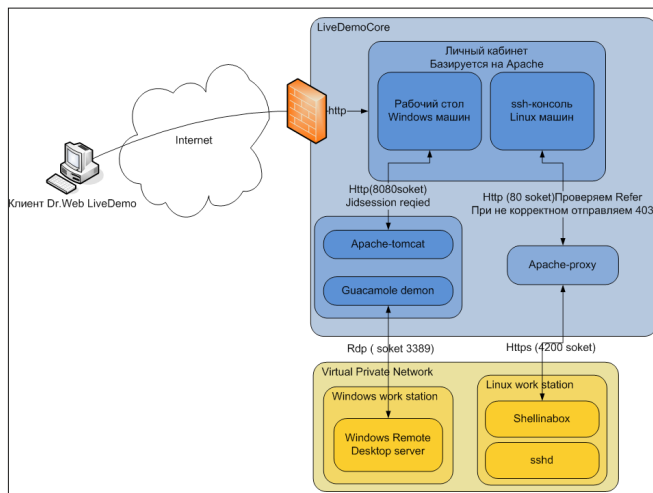 LiveDemoCore
Личный кабинет
Базируется на Apache
Рабочий стол
Windows машин
ssh-консоль
Linux машин
http
Internet
Клиент Dr.Web LiveDemo
Http(8080soket)
Jidsession reqied
Http (80 soket)Проверяем Refer
При не корректном отправляем 403
Apache-tomcat
Guacamole demon
Apache-proxy
Rdp ( soket 3389)
Https (4200 soket)
Virtual Private Network
Windows work station
Linux work station
Windows Remote
Desktop server
Shellinabox
sshd